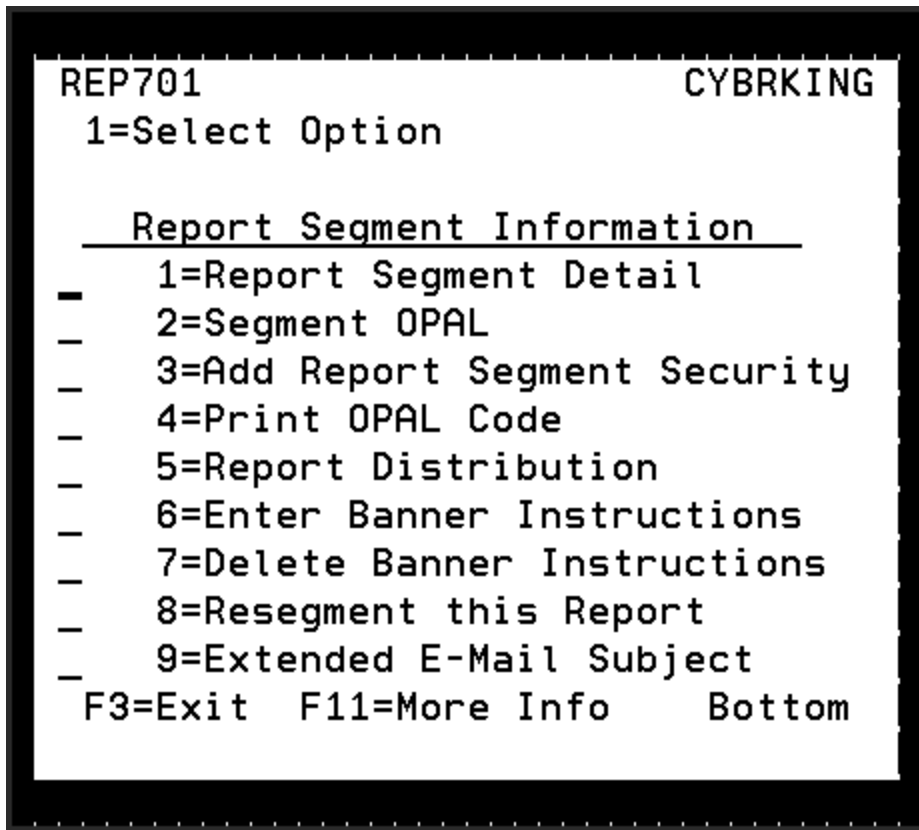 REP701 CYBRKING
1=Select Option
Report Segment Information
_ 1=Report Segment Detail
_ 2=Segment OPAL
_ 3=Add Report Segment Security
_ 4=Print OPAL Code
_ 5=Report Distribution
_ 6=Enter Banner Instructions
_ 7=Delete Banner Instructions
_ 8=Resegment this Report
_ 9=Extended E-Mail Subject
F3=Exit F11=More Info Bottom